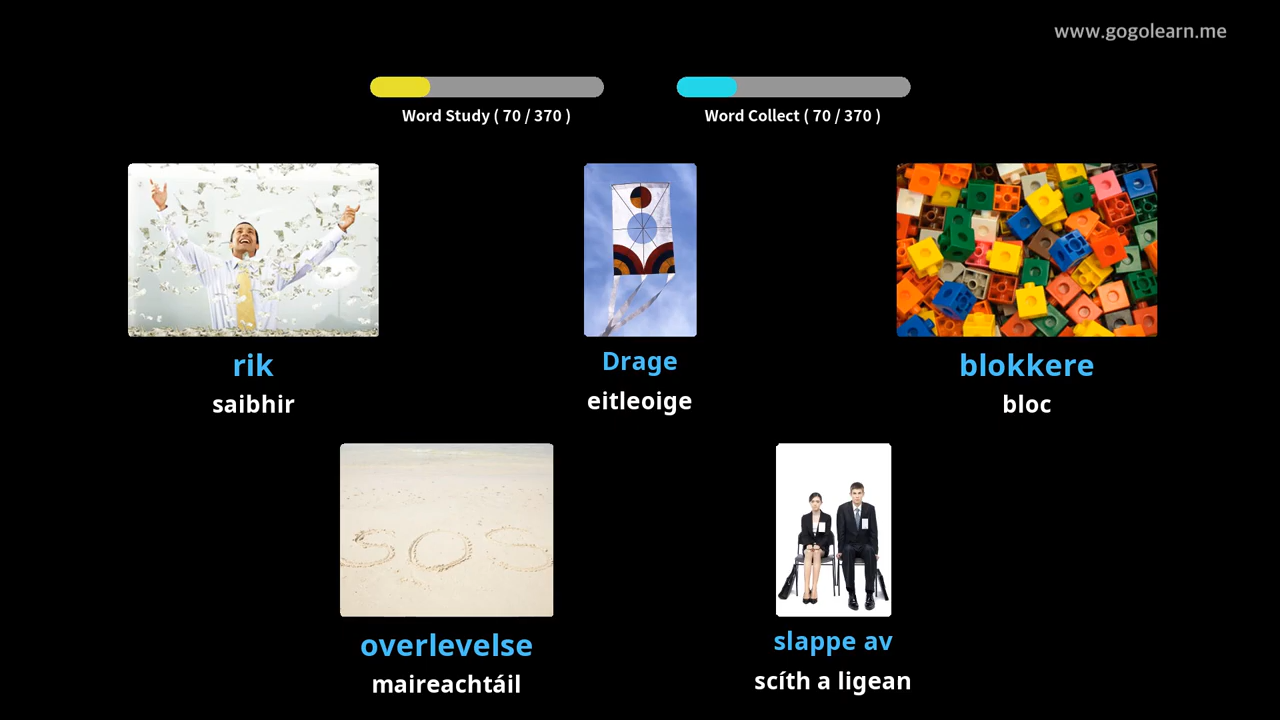 www.gogolearn.me
Word Study ( 70 / 370 )
Word Collect ( 70 / 370 )
rik
saibhir
Drage
eitleoige
blokkere
bloc
SOS
overlevelse
maireachtáil
slappe av
scíth a ligean